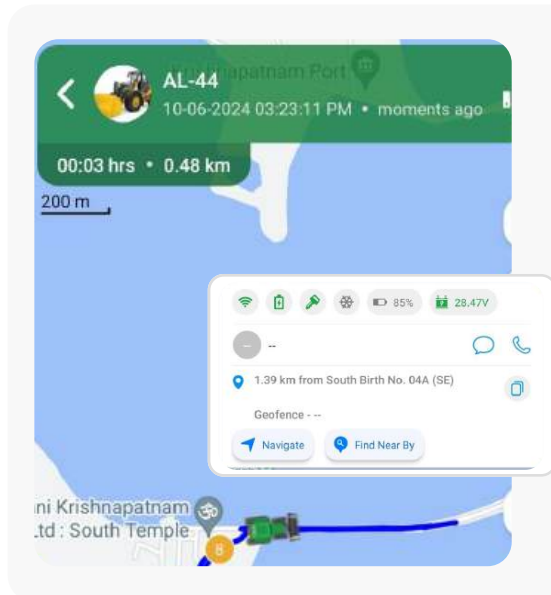 apatnam Port
AL-44
10-06-2024 03:23:11 PM • moments ago
00:03 hrs • 0.48 km
200 m
85%
28.47V
-- --
1.39 km from South Birth No. 04A (SE)
Geofence - --
Navigate
Find Near By
ni Krishnapatnam
.td : South Temple
8